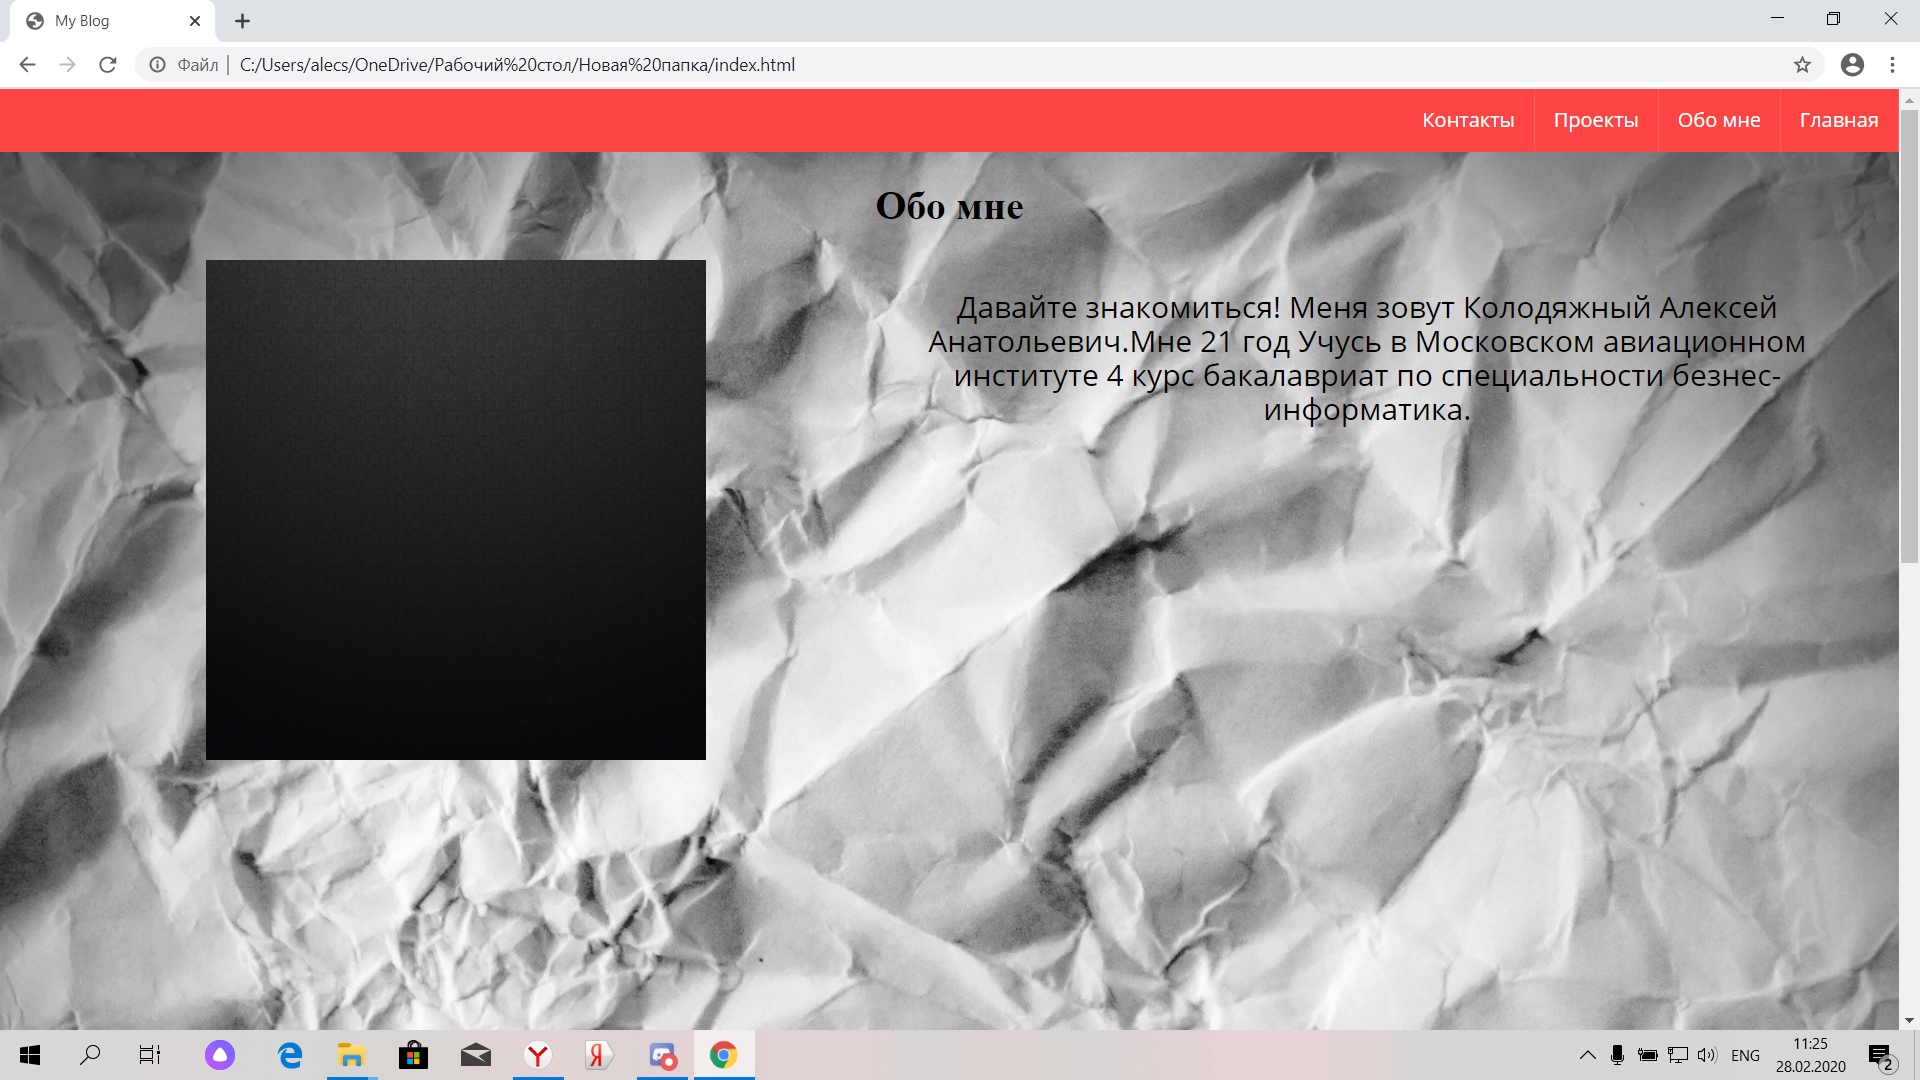 My Blog
Файл | C:/Users/alecs/OneDrive/Рабочий%20стол/Новая%20папка/index.html
Контакты Проекты Обо мне Главная
Обо мне
Давайте знакомиться! Меня зовут Колодяжный Алексей
Анатольевич.Мне 21 год Учусь в Московском авиационном
институте 4 курс бакалавриат по специальности безнес-
информатика.
ENG
11:25
28.02.2020
2